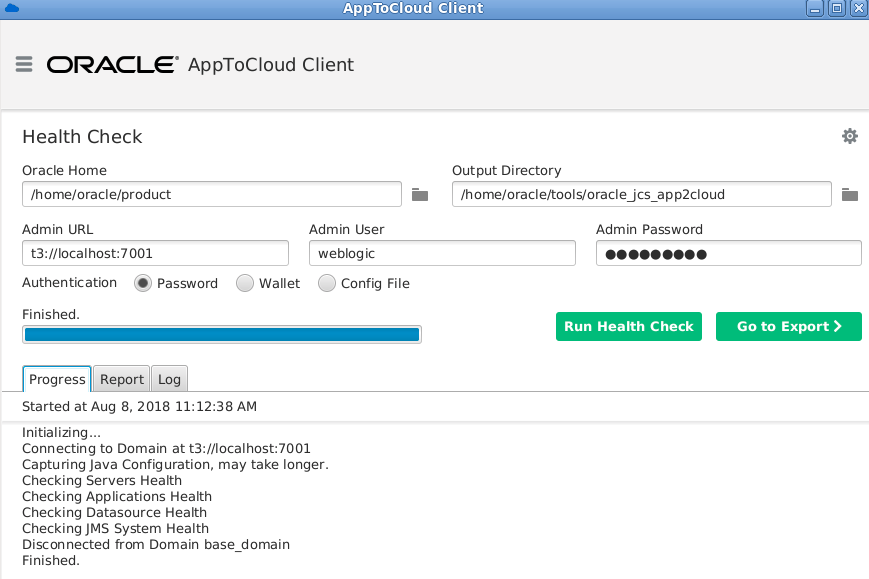 AppToCloud Client
ORACLE® AppToCloud Client
Health Check
Oracle Home Output Directory
/home/oracle/product /home/oracle/tools/oracle_jcs_app2cloud
Admin URL Admin User Admin Password
t3://localhost:7001 weblogic ●●●●●●●●●
Authentication Password Wallet Config File
Finished.
Run Health Check Go to Export
Progress Report Log
Started at Aug 8, 2018 11:12:38 AM
Initializing...
Connecting to Domain at t3://localhost:7001
Capturing Java Configuration, may take longer.
Checking Servers Health
Checking Applications Health
Checking Datasource Health
Checking JMS System Health
Disconnected from Domain base_domain
Finished.